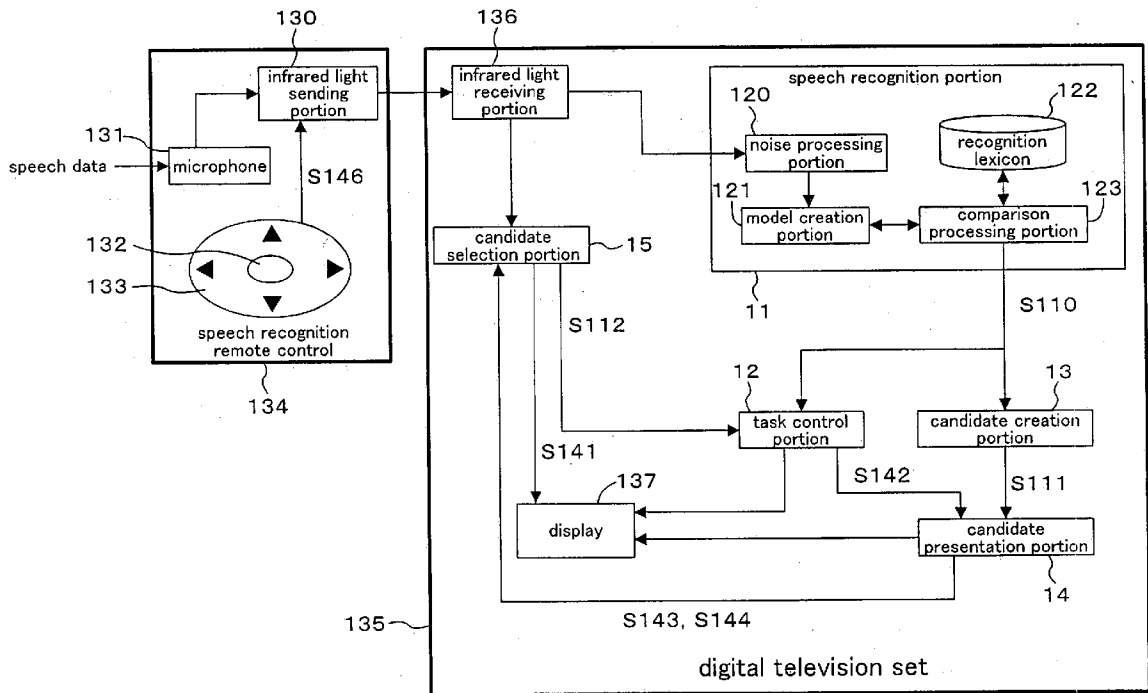 130
136
infrared light
sending
portion
infrared light
receiving
portion
speech recognition portion
120
122
131
noise processing
portion
recognition
lexicon
speech data
microphone
S146
121
123
model creation
portion
comparison
processing portion
132
candidate
selection portion
15
133
11
S112
S110
speech recognition
remote control
134
12
13
task control
portion
candidate creation
portion
S141
S142
S111
137
display
candidate
presentation portion
14
135
S143, S144
digital television set